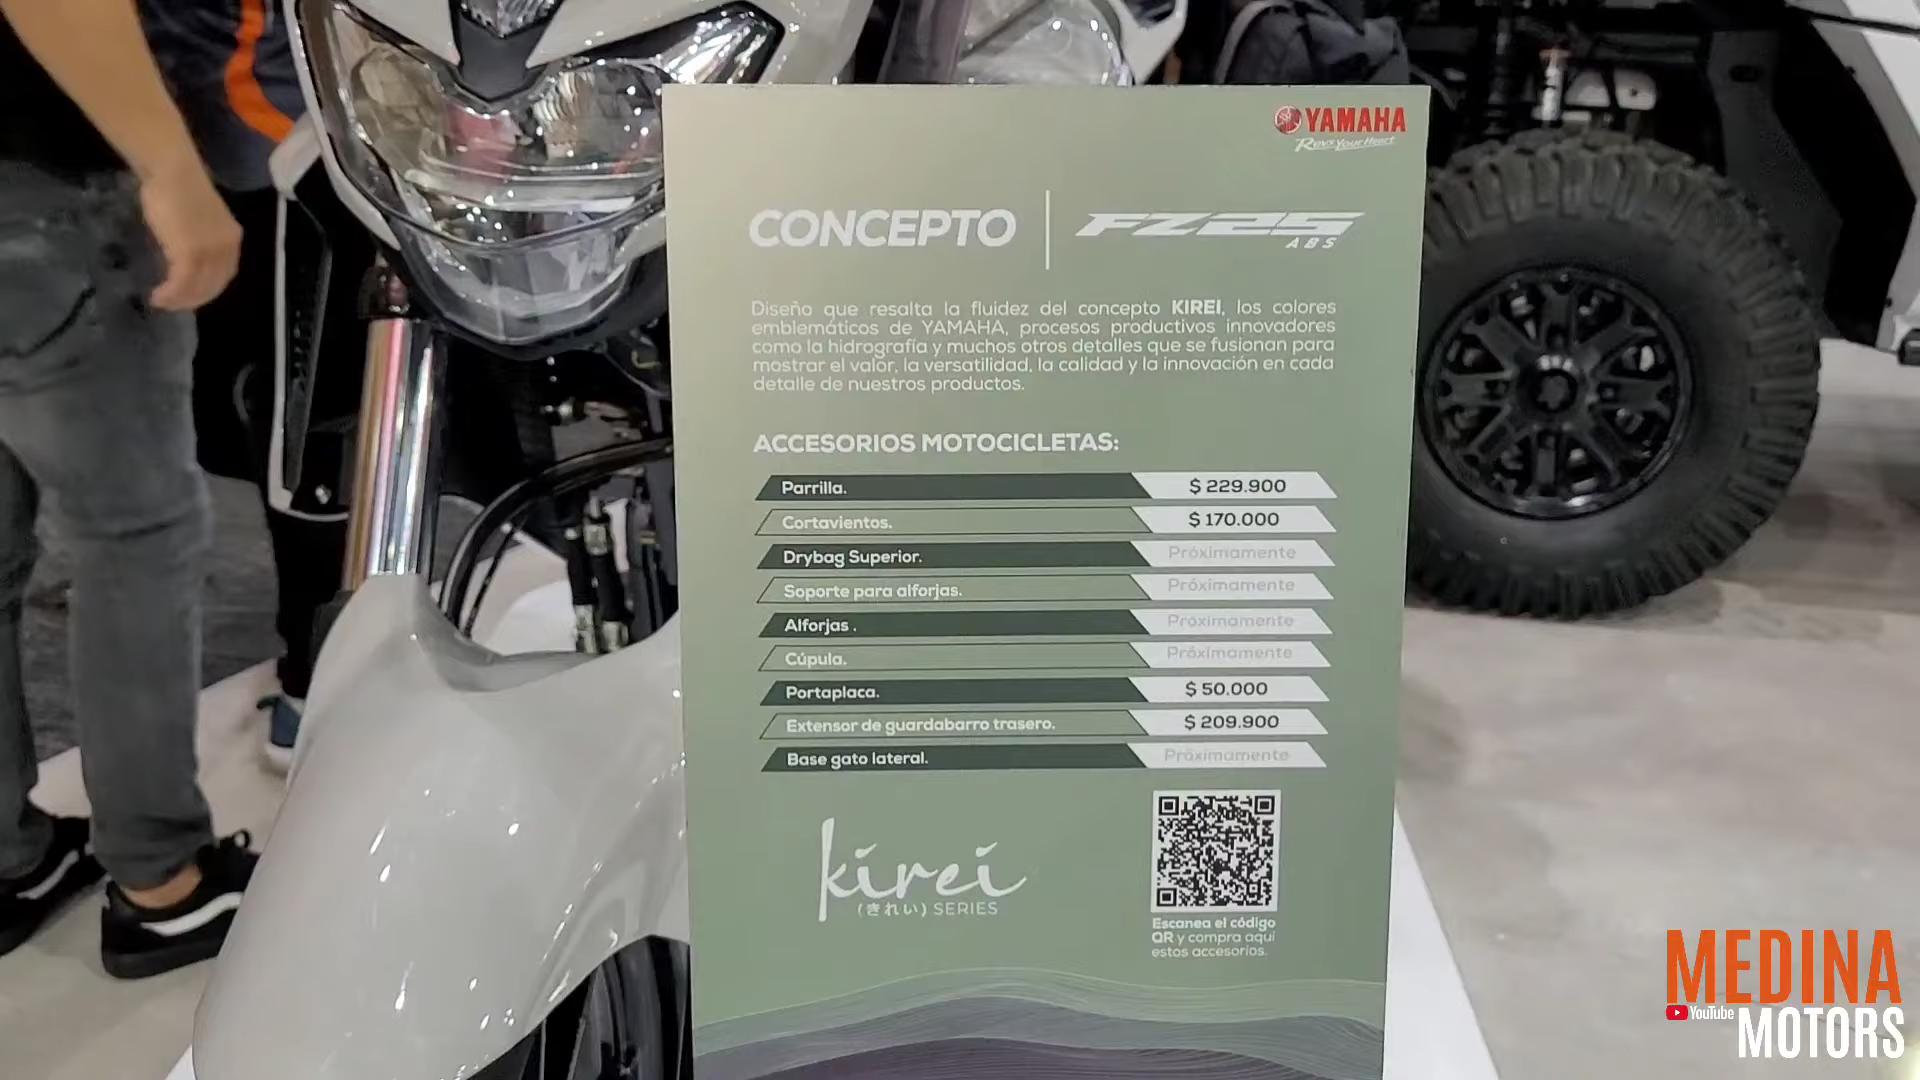 YAMAHA
Revs Your Heart
CONCEPTO
FZ25
ABS
Diseño que resalta la fluidez del concepto KIREI, los colores
emblemáticos de YAMAHA, procesos productivos innovadores
como la hidrografía y muchos otros detalles que se fusionan para
mostrar el valor, la versatilidad, la calidad y la innovación en cada
detalle de nuestros productos.
ACCESORIOS MOTOCICLETAS:
Parrilla. $ 229.900
Cortavientos. $ 170.000
Drybag Superior. Próximamente
Soporte para alforjas. Próximamente
Alforjas . Próximamente
Cúpula. Próximamente
Portaplaca. $ 50.000
Extensor de guardabarro trasero. $ 209.900
Base gato lateral. Próximamente
kirei
(きれい) SERIES
Escanea el código
QR y compra aquí
estos accesorios.
MEDINA
YouTube
MOTORS